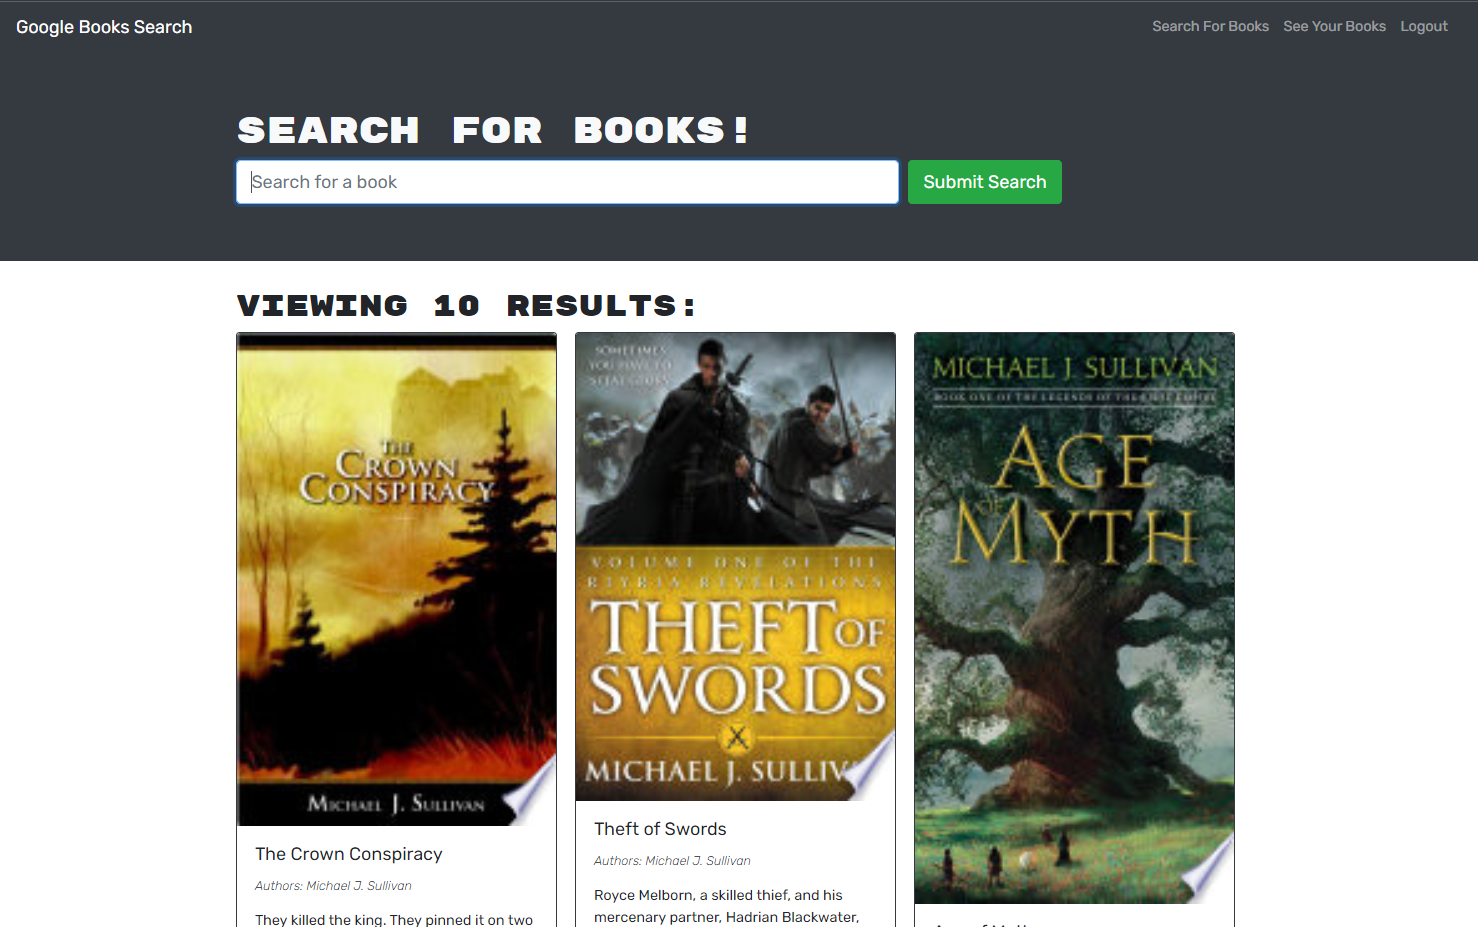 Google Books Search
Search For Books See Your Books Logout
SEARCH FOR BOOKS!
Search for a book
Submit Search
VIEWING 10 RESULTS:
THE
CROWN
CONSPIRACY
MICHAEL J. SULLIVAN
The Crown Conspiracy
Authors: Michael J. Sullivan
They killed the king. They pinned it on two
SOMETIMES
YOU HAVE TO
STEAL GLORY
VOLUME ONE OF THE
RIYRIA REVELATIONS
THEFT OF
SWORDS
MICHAEL J. SULLIV
Theft of Swords
Authors: Michael J. Sullivan
Royce Melborn, a skilled thief, and his
mercenary partner, Hadrian Blackwater,
MICHAEL J SULLIVAN
BOOK ONE OF THE LEGENDS OF THE FIRST EMPIRE
AGE
OF
MYTH